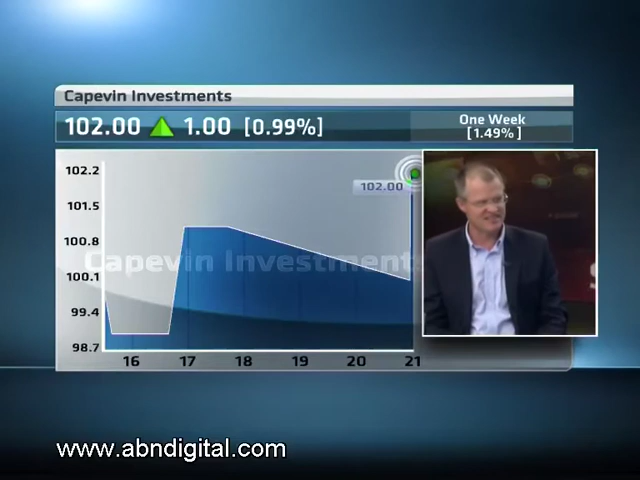 Capevin Investments
102.00 1.00 [0.99%]
One Week
[1.49%]
102.2
102.00
101.5
100.8
Capevin Investments
100.1
99.4
98.7
16 17 18 19 20 21
www.abndigital.com